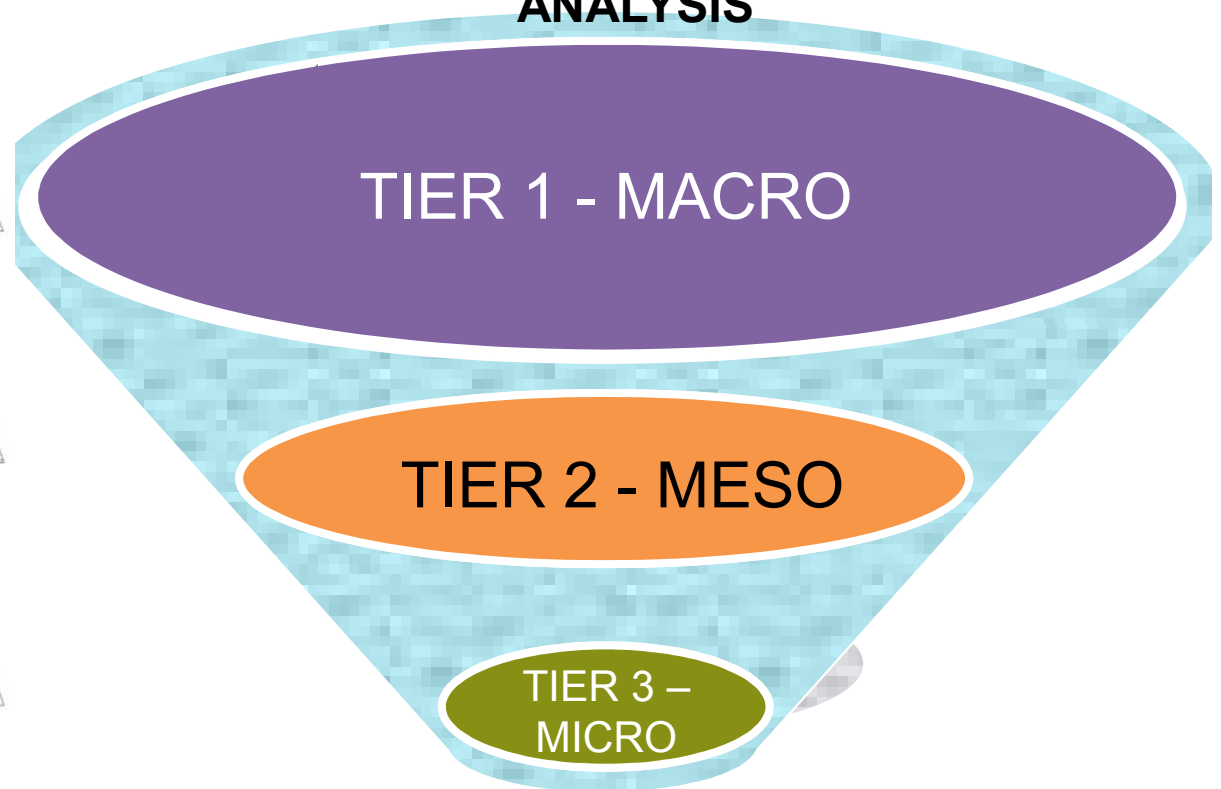 ANALYSIS
TIER 1 - MACRO
TIER 2 - MESO
TIER 3 –
MICRO